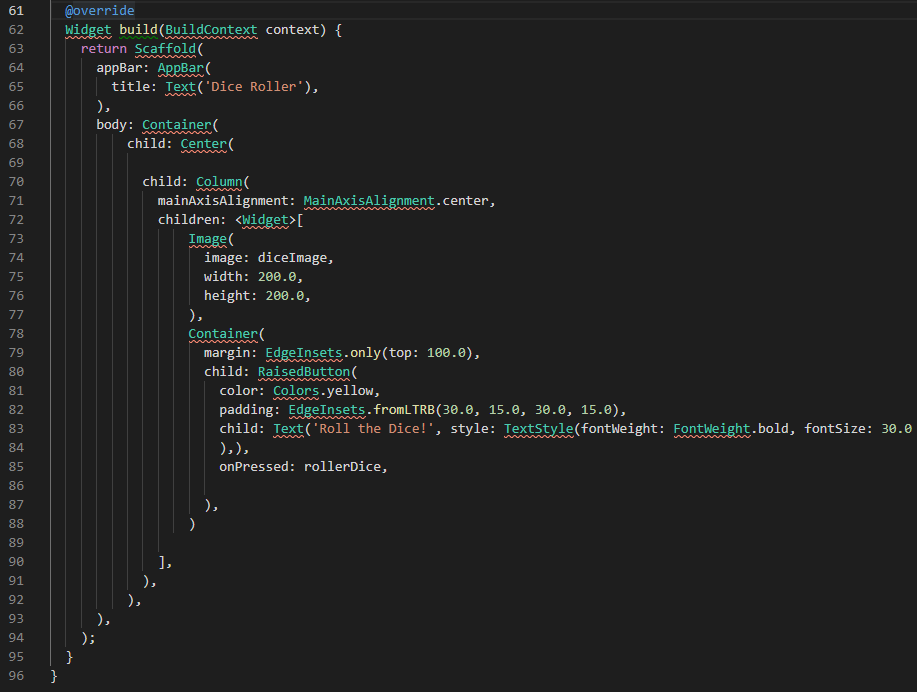 61 @override
62 Widget build(BuildContext context) {
63 return Scaffold(
64 appBar: AppBar(
65 title: Text('Dice Roller'),
66 ),
67 body: Container(
68 child: Center(
69
70 child: Column(
71 mainAxisAlignment: MainAxisAlignment.center,
72 children: <Widget>[
73 Image(
74 image: diceImage,
75 width: 200.0,
76 height: 200.0,
77 ),
78 Container(
79 margin: EdgeInsets.only(top: 100.0),
80 child: RaisedButton(
81 color: Colors.yellow,
82 padding: EdgeInsets.fromLTRB(30.0, 15.0, 30.0, 15.0),
83 child: Text('Roll the Dice!', style: TextStyle(fontWeight: FontWeight.bold, fontSize: 30.0
84 ),),
85 onPressed: rollerDice,
86
87 ),
88 )
89
90 ],
91 ),
92 ),
93 ),
94 );
95 }
96 }